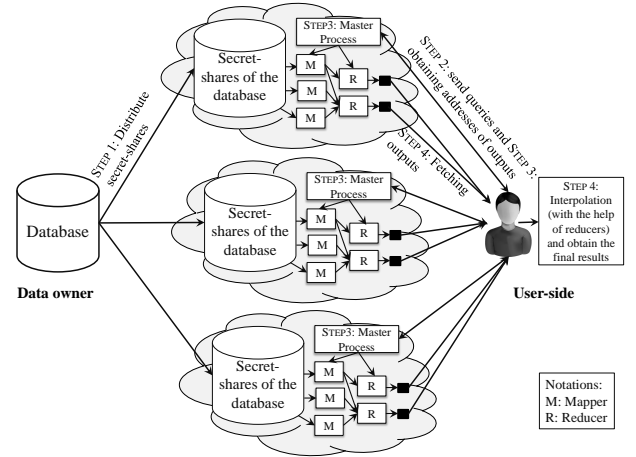 STEP3: Master
Process
Secret-
shares of the
database
M
M
M
R
R
STEP 1: Distribute
secret-shares
STEP 2: send queries and STEP 3:
obtaining addresses of outputs
STEP 4: Fetching
outputs
Database
Data owner
STEP3: Master
Process
Secret-
shares of the
database
M
M
M
R
R
STEP 4:
Interpolation
(with the help
of reducers)
and obtain the
final results
User-side
STEP3: Master
Process
Secret-
shares of the
database
M
M
M
R
R
Notations:
M: Mapper
R: Reducer